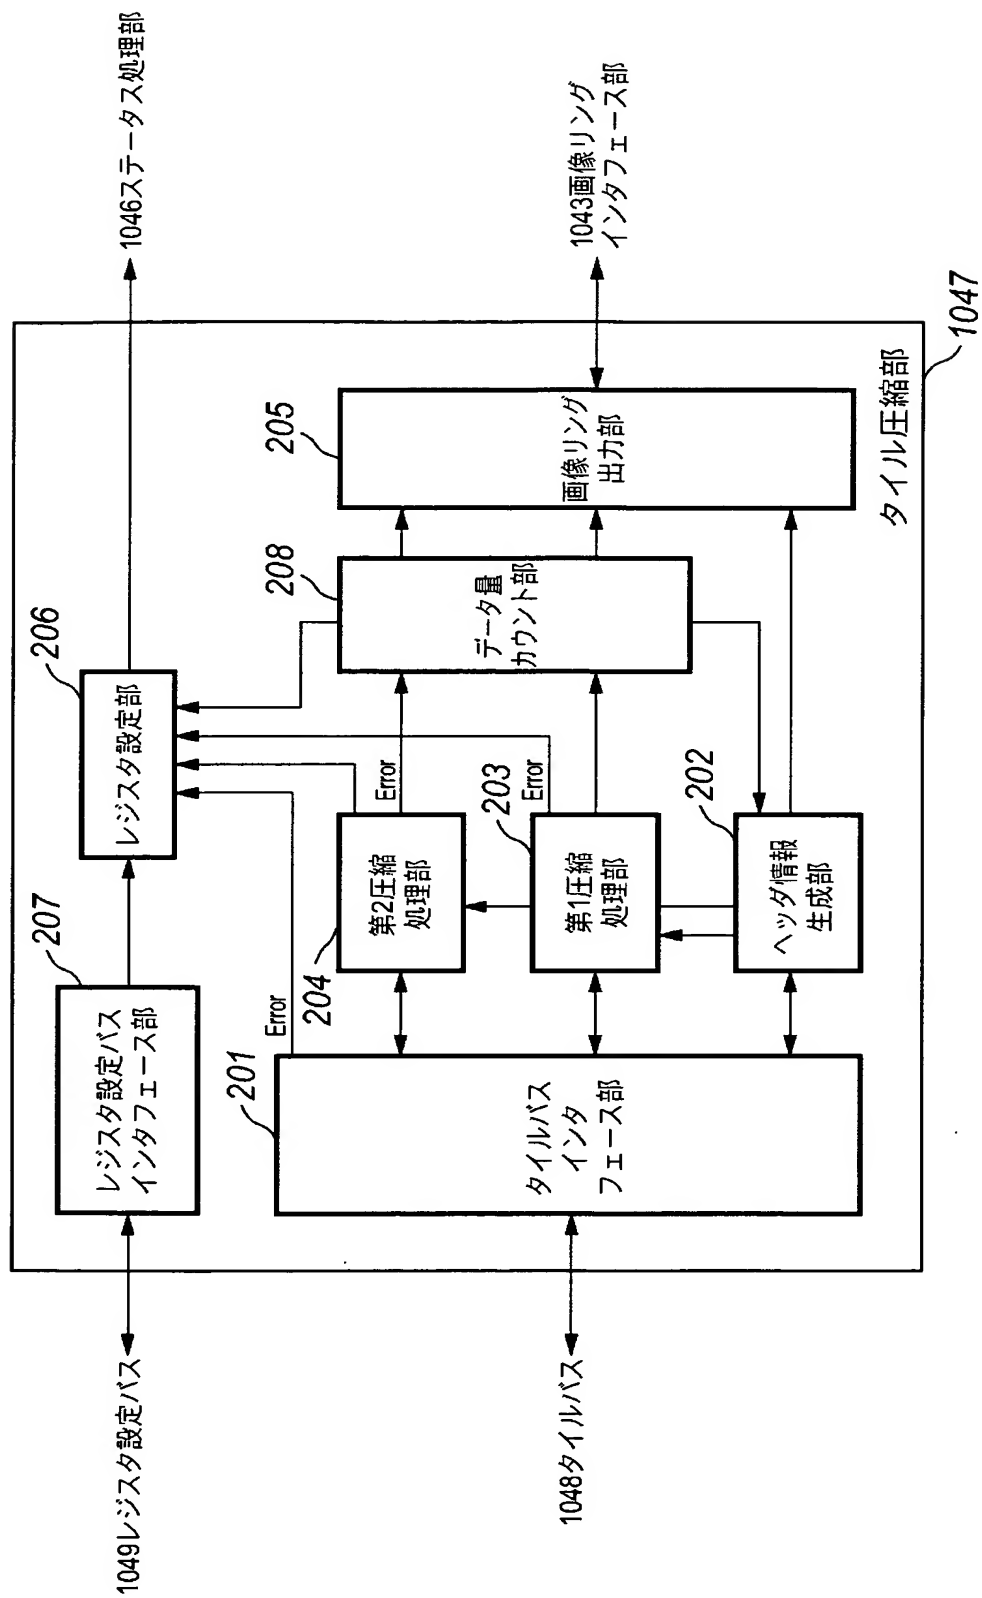 1049レジスタ設定バス
207
レジスタ設定バス
インタフェース部
206
レジスタ設定部
1046ステータス処理部
Error
Error
Error
201
タイルバス
インタ
フェース部
1048タイルバス
204
第2圧縮
処理部
203
第1圧縮
処理部
202
ヘッダ情報
生成部
208
データ量
カウント部
205
画像リング
出力部
1043画像リング
インタフェース部
タイル圧縮部
1047